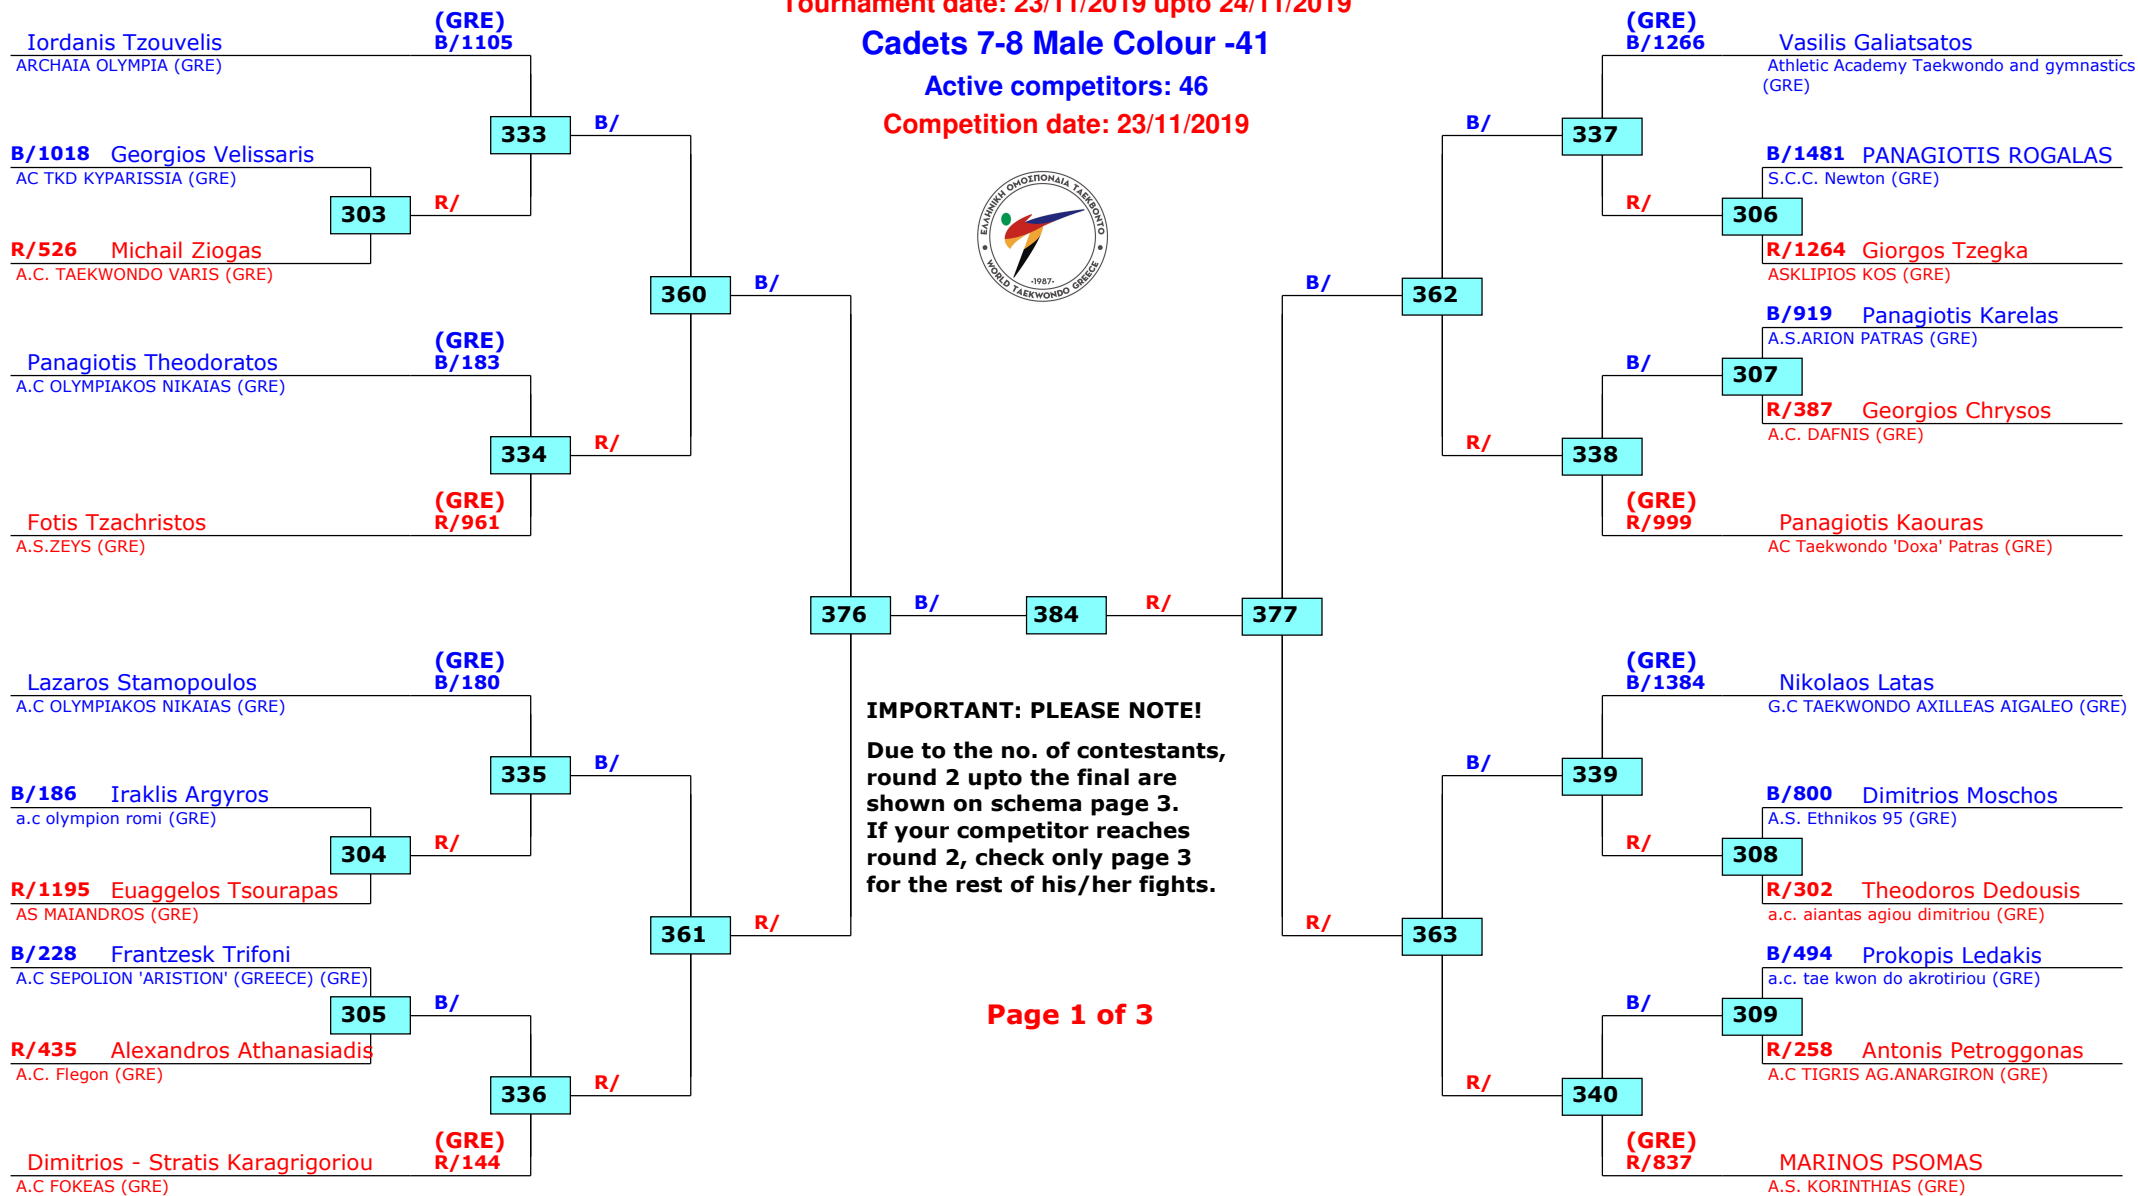 Tournament date: 23/11/2019 upto 24/11/2019
Cadets 7-8 Male Colour -41
Active competitors: 46
Competition date: 23/11/2019
ΕΛΛΗΝΙΚΗ ΟΜΟΣΠΟΝΔΙΑ ΤΑΕΚΒΟΝΤΟ
·1987·
WORLD TAEKWONDO GREECE
(GRE)
Iordanis Tzouvelis B/1105
ARCHAIA OLYMPIA (GRE)
333
B/
B/1018 Georgios Velissaris
AC TKD KYPARISSIA (GRE)
303
R/
R/526 Michail Ziogas
A.C. TAEKWONDO VARIS (GRE)
360
B/
(GRE)
Panagiotis Theodoratos B/183
A.C OLYMPIAKOS NIKAIAS (GRE)
334
R/
(GRE)
Fotis Tzachristos R/961
A.S.ZEYS (GRE)
376
B/
384
R/
377
(GRE)
Lazaros Stamopoulos B/180
A.C OLYMPIAKOS NIKAIAS (GRE)
335
B/
B/186 Iraklis Argyros
a.c olympion romi (GRE)
304
R/
R/1195 Euaggelos Tsourapas
AS MAIANDROS (GRE)
361
R/
B/228 Frantzesk Trifoni
A.C SEPOLION 'ARISTION' (GREECE) (GRE)
305
B/
R/435 Alexandros Athanasiadis
A.C. Flegon (GRE)
336
R/
(GRE)
Dimitrios - Stratis Karagrigoriou R/144
A.C FOKEAS (GRE)
IMPORTANT: PLEASE NOTE!
Due to the no. of contestants,
round 2 upto the final are
shown on schema page 3.
If your competitor reaches
round 2, check only page 3
for the rest of his/her fights.
Page 1 of 3
(GRE)
B/1266 Vasilis Galiatsatos
Athletic Academy Taekwondo and gymnastics
(GRE)
B/
337
B/1481 PANAGIOTIS ROGALAS
S.C.C. Newton (GRE)
R/
306
R/1264 Giorgos Tzegka
ASKLIPIOS KOS (GRE)
B/
362
B/919 Panagiotis Karelas
A.S.ARION PATRAS (GRE)
B/
307
R/387 Georgios Chrysos
A.C. DAFNIS (GRE)
R/
338
(GRE)
R/999 Panagiotis Kaouras
AC Taekwondo 'Doxa' Patras (GRE)
(GRE)
B/1384 Nikolaos Latas
G.C TAEKWONDO AXILLEAS AIGALEO (GRE)
B/
339
B/800 Dimitrios Moschos
A.S. Ethnikos 95 (GRE)
R/
308
R/302 Theodoros Dedousis
a.c. aiantas agiou dimitriou (GRE)
R/
363
B/494 Prokopis Ledakis
a.c. tae kwon do akrotiriou (GRE)
B/
309
R/258 Antonis Petroggonas
A.C TIGRIS AG.ANARGIRON (GRE)
R/
340
(GRE)
R/837 MARINOS PSOMAS
A.S. KORINTHIAS (GRE)